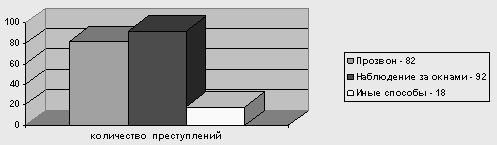 100
80
60
40
20
0
количество преступлений
Прозвон - 82
Наблюдение за окнами - 92
Иные способы - 18